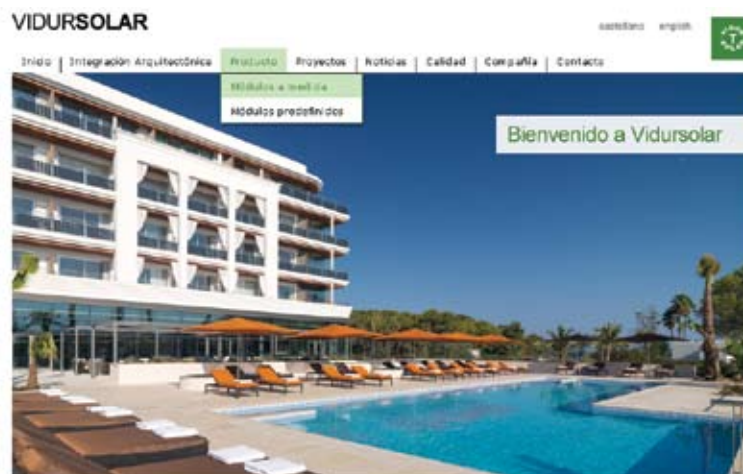 VIDURSOLAR
castellano english
T
Inicio | Integración Arquitectónica Producto Proyectos | Noticias | Calidad | Compañía | Contacto
Módulos a medida
Módulos predefinidos
Bienvenido a Vidursolar